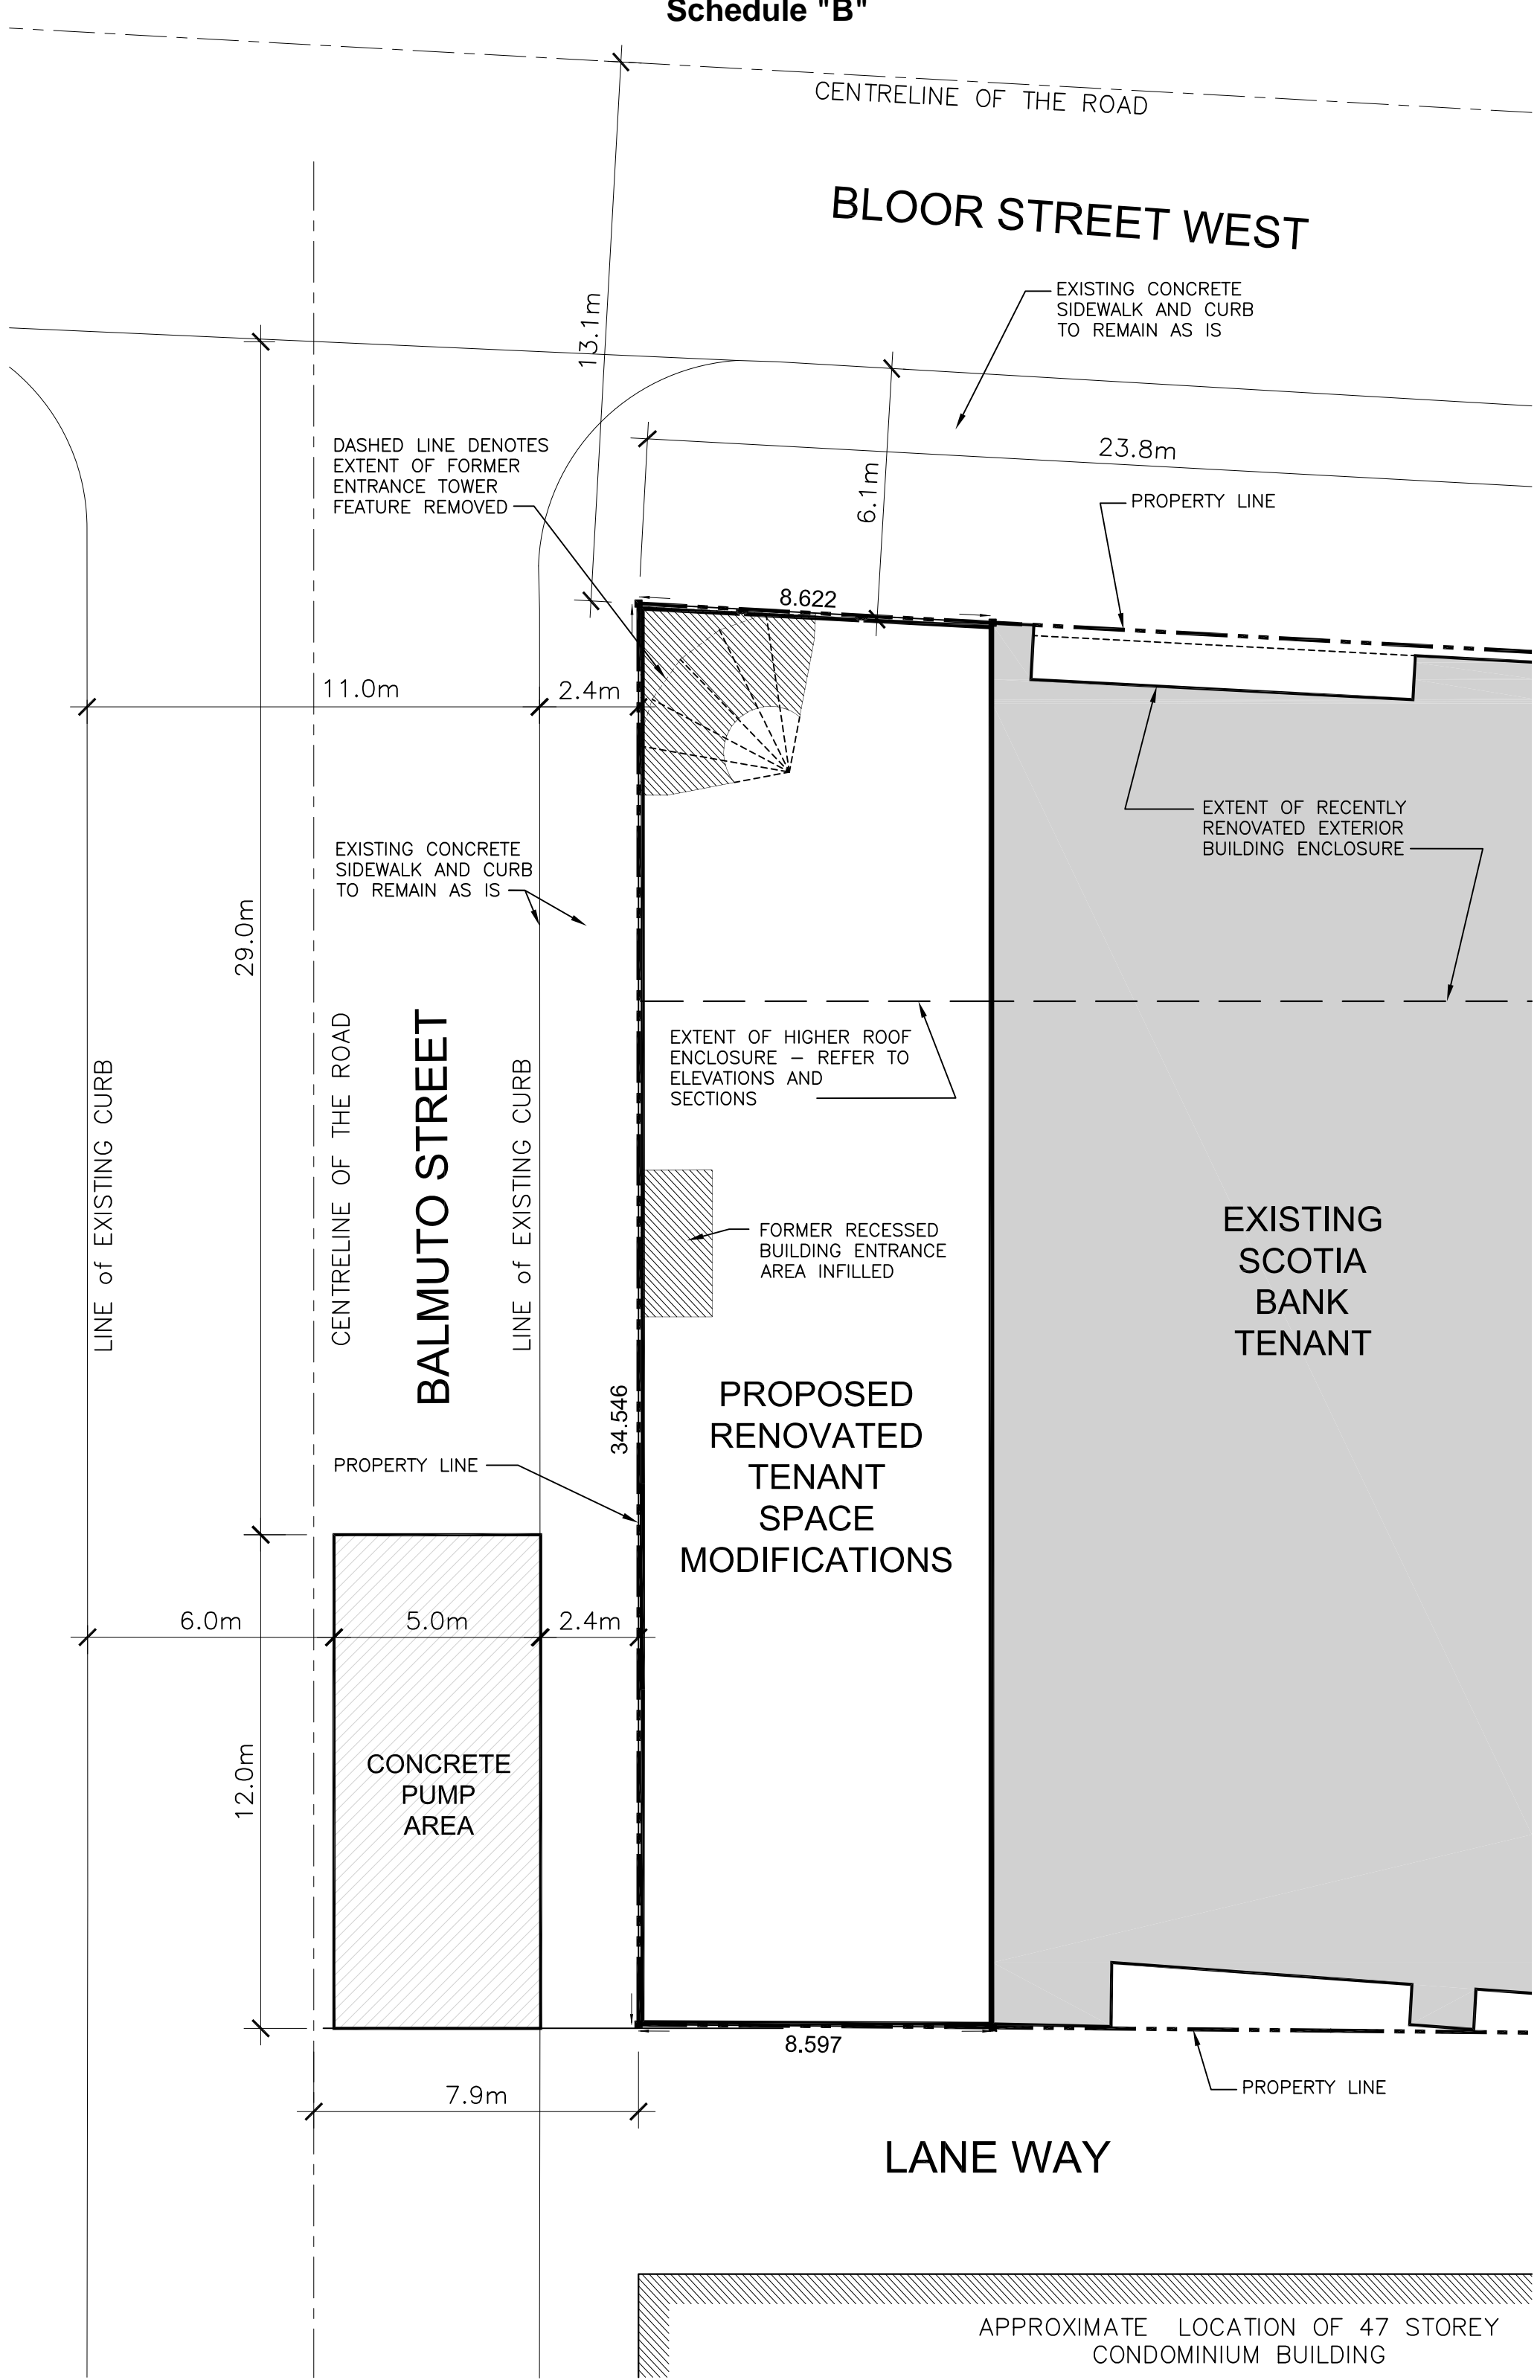 Schedule "B"
CENTRELINE OF THE ROAD
BLOOR STREET WEST
EXISTING CONCRETE
SIDEWALK AND CURB
TO REMAIN AS IS
13.1m
DASHED LINE DENOTES
EXTENT OF FORMER
ENTRANCE TOWER
FEATURE REMOVED
23.8m
6.1m
PROPERTY LINE
8.622
11.0m
2.4m
EXTENT OF RECENTLY
RENOVATED EXTERIOR
BUILDING ENCLOSURE
EXISTING CONCRETE
SIDEWALK AND CURB
TO REMAIN AS IS
29.0m
LINE of EXISTING CURB
CENTRELINE OF THE ROAD
BALMUTO STREET
LINE of EXISTING CURB
EXTENT OF HIGHER ROOF
ENCLOSURE – REFER TO
ELEVATIONS AND
SECTIONS
FORMER RECESSED
BUILDING ENTRANCE
AREA INFILLED
EXISTING
SCOTIA
BANK
TENANT
34.546
PROPOSED
RENOVATED
TENANT
SPACE
MODIFICATIONS
PROPERTY LINE
6.0m
5.0m
2.4m
12.0m
CONCRETE
PUMP
AREA
8.597
7.9m
PROPERTY LINE
LANE WAY
APPROXIMATE LOCATION OF 47 STOREY
CONDOMINIUM BUILDING